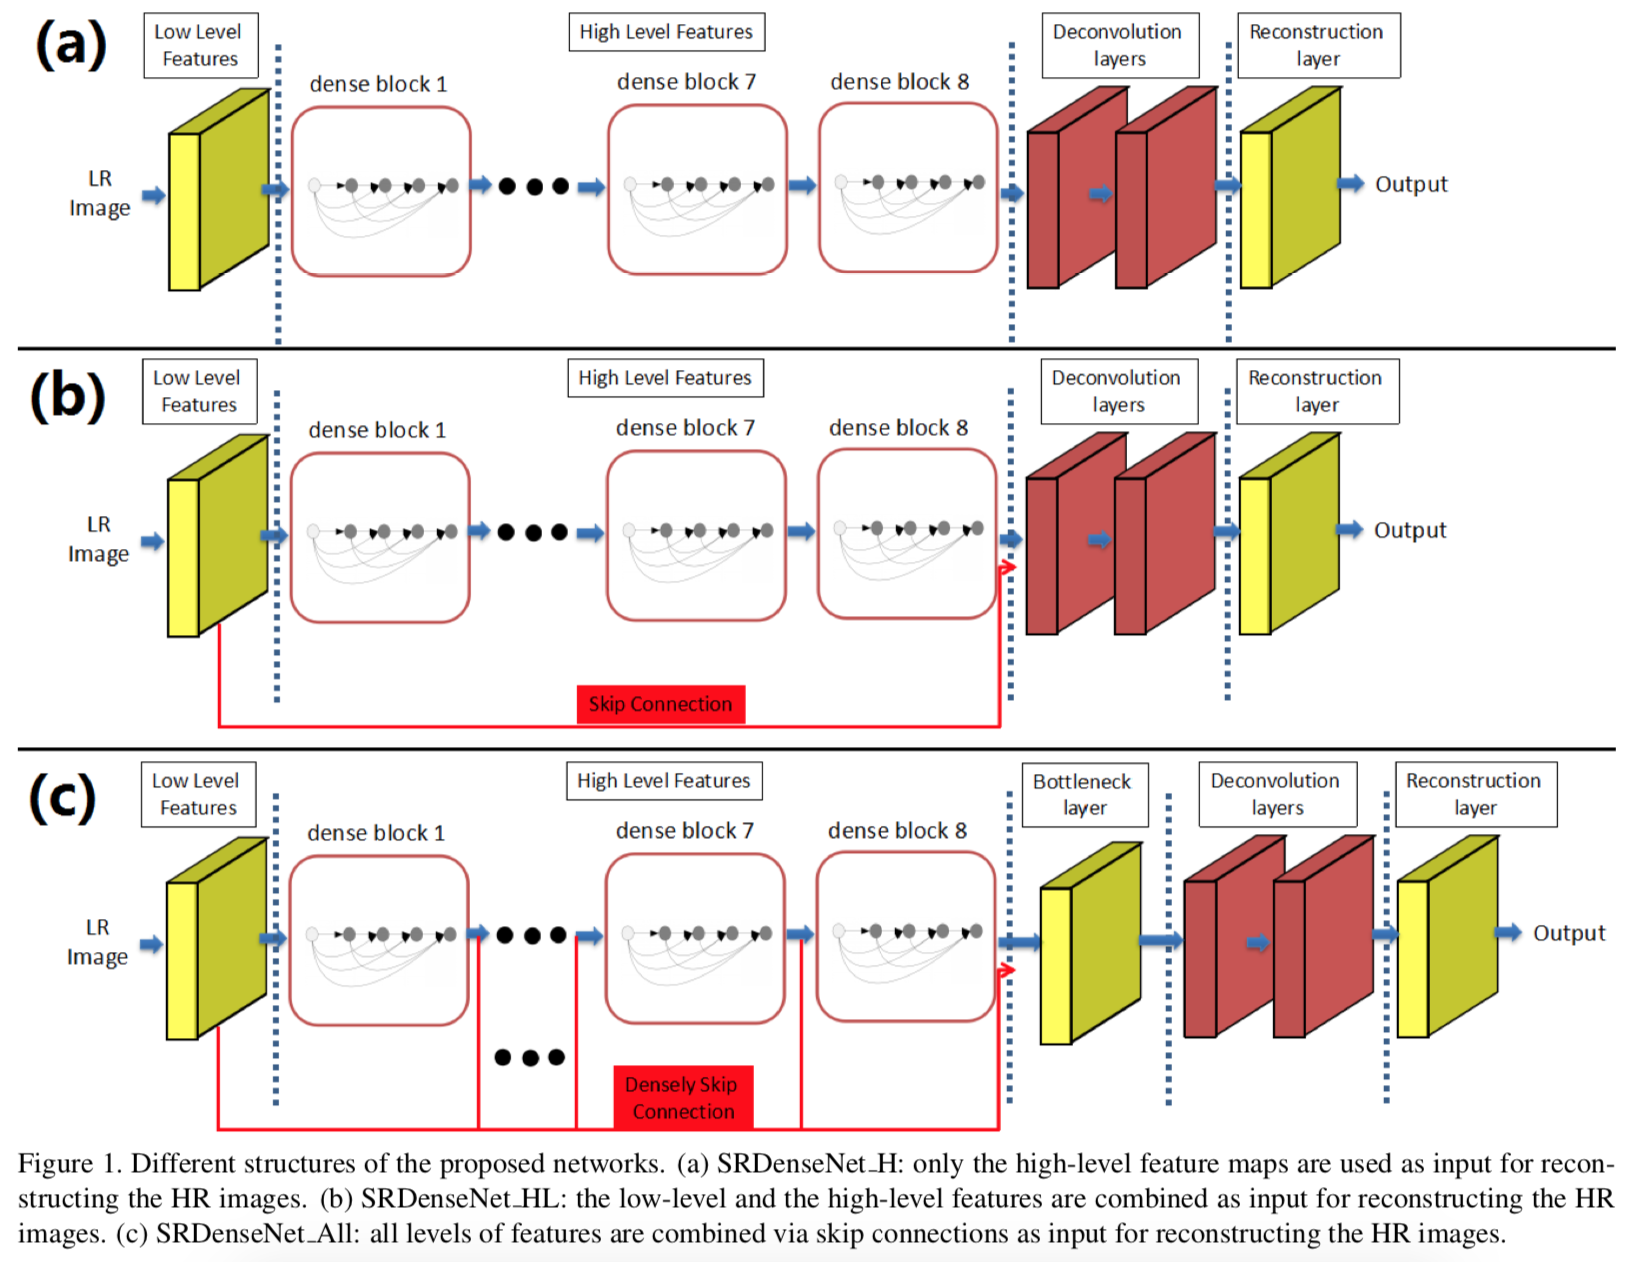 (a)
Low Level
Features
High Level Features
Deconvolution
layers
Reconstruction
layer
dense block 1
dense block 7
dense block 8
LR
Image
Output
(b)
Low Level
Features
High Level Features
Deconvolution
layers
Reconstruction
layer
dense block 1
dense block 7
dense block 8
LR
Image
Output
Skip Connection
(c)
Low Level
Features
High Level Features
Bottleneck
layer
Deconvolution
layers
Reconstruction
layer
dense block 1
dense block 7
dense block 8
LR
Image
Output
Densely Skip
Connection
Figure 1. Different structures of the proposed networks. (a) SRDenseNet_H: only the high-level feature maps are used as input for recon-
structing the HR images. (b) SRDenseNet_HL: the low-level and the high-level features are combined as input for reconstructing the HR
images. (c) SRDenseNet_All: all levels of features are combined via skip connections as input for reconstructing the HR images.